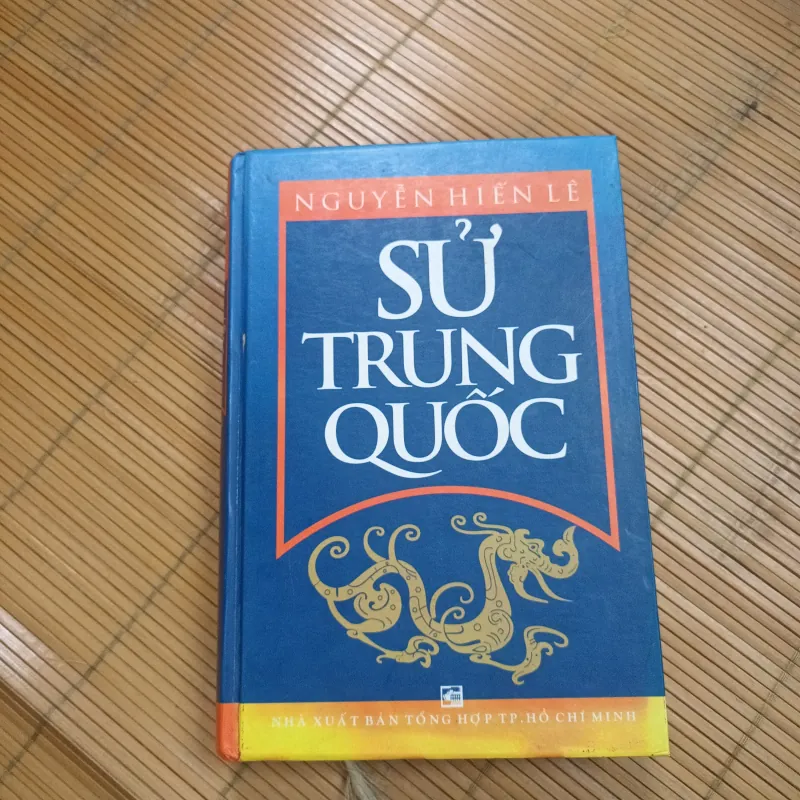 NGUYỄN HIẾN LÊ
SỬ
TRUNG
QUỐC
NHÀ XUẤT BẢN TỔNG HỢP TP.HỒ CHÍ MINH